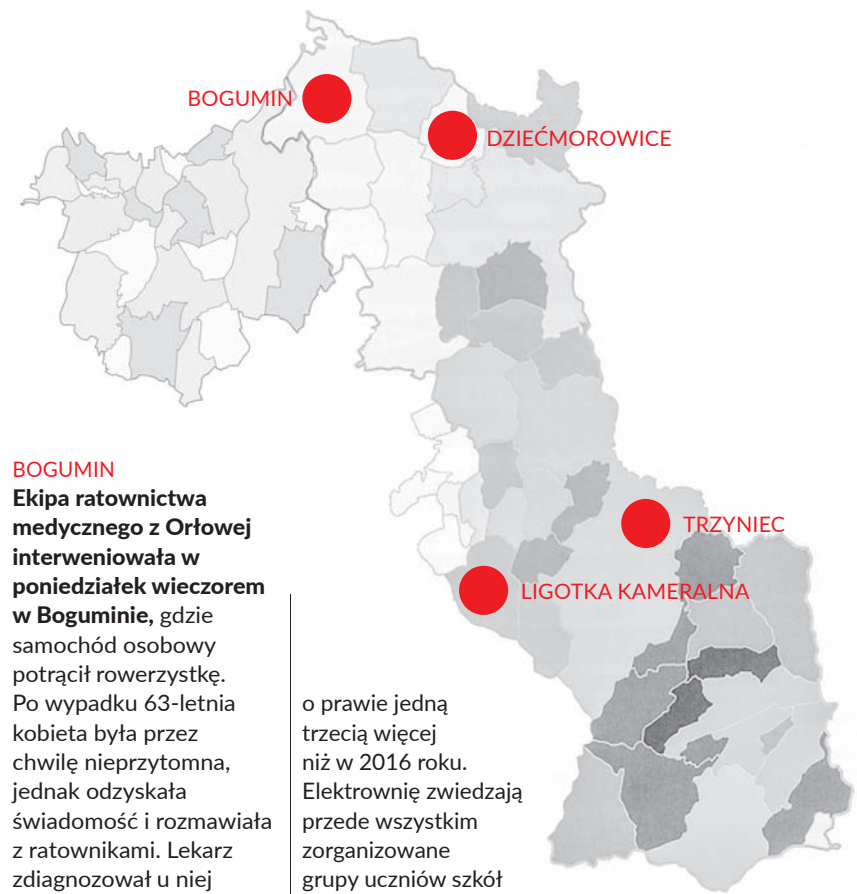 BOGUMIN
DZIEĆMOROWICE
TRZYNIEC
LIGOTKA KAMERALNA
BOGUMIN
Ekipa ratownictwa
medycznego z Orłowej
interweniowała w
poniedziałek wieczorem
w Boguminie, gdzie
samochód osobowy
potrącił rowerzystkę.
Po wypadku 63-letnia
kobieta była przez
chwilę nieprzytomna,
jednak odzyskała
świadomość i rozmawiała
z ratownikami. Lekarz
zdiagnozował u niej
o prawie jedną
trzecią więcej
niż w 2016 roku.
Elektrownię zwiedzają
przede wszystkim
zorganizowane
grupy uczniów szkół